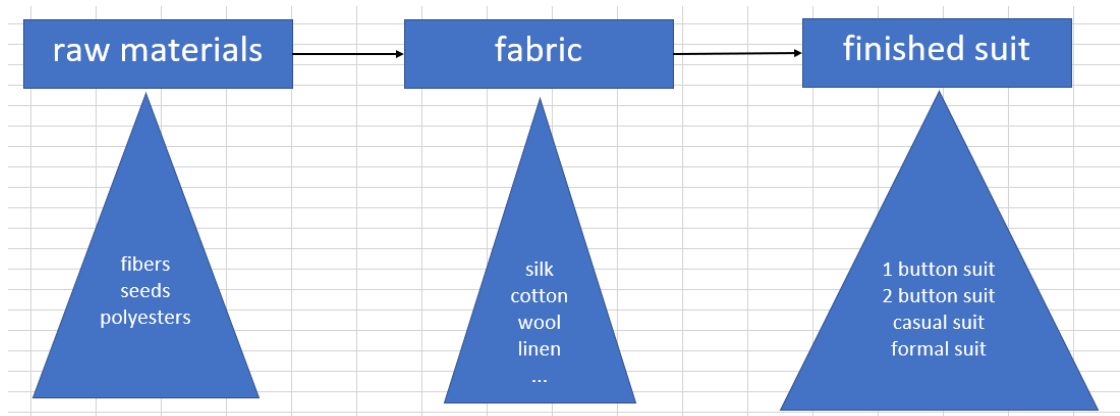 raw materials
fabric
finished suit
fibers
seeds
polyesters
silk
cotton
wool
linen
...
1 button suit
2 button suit
casual suit
formal suit